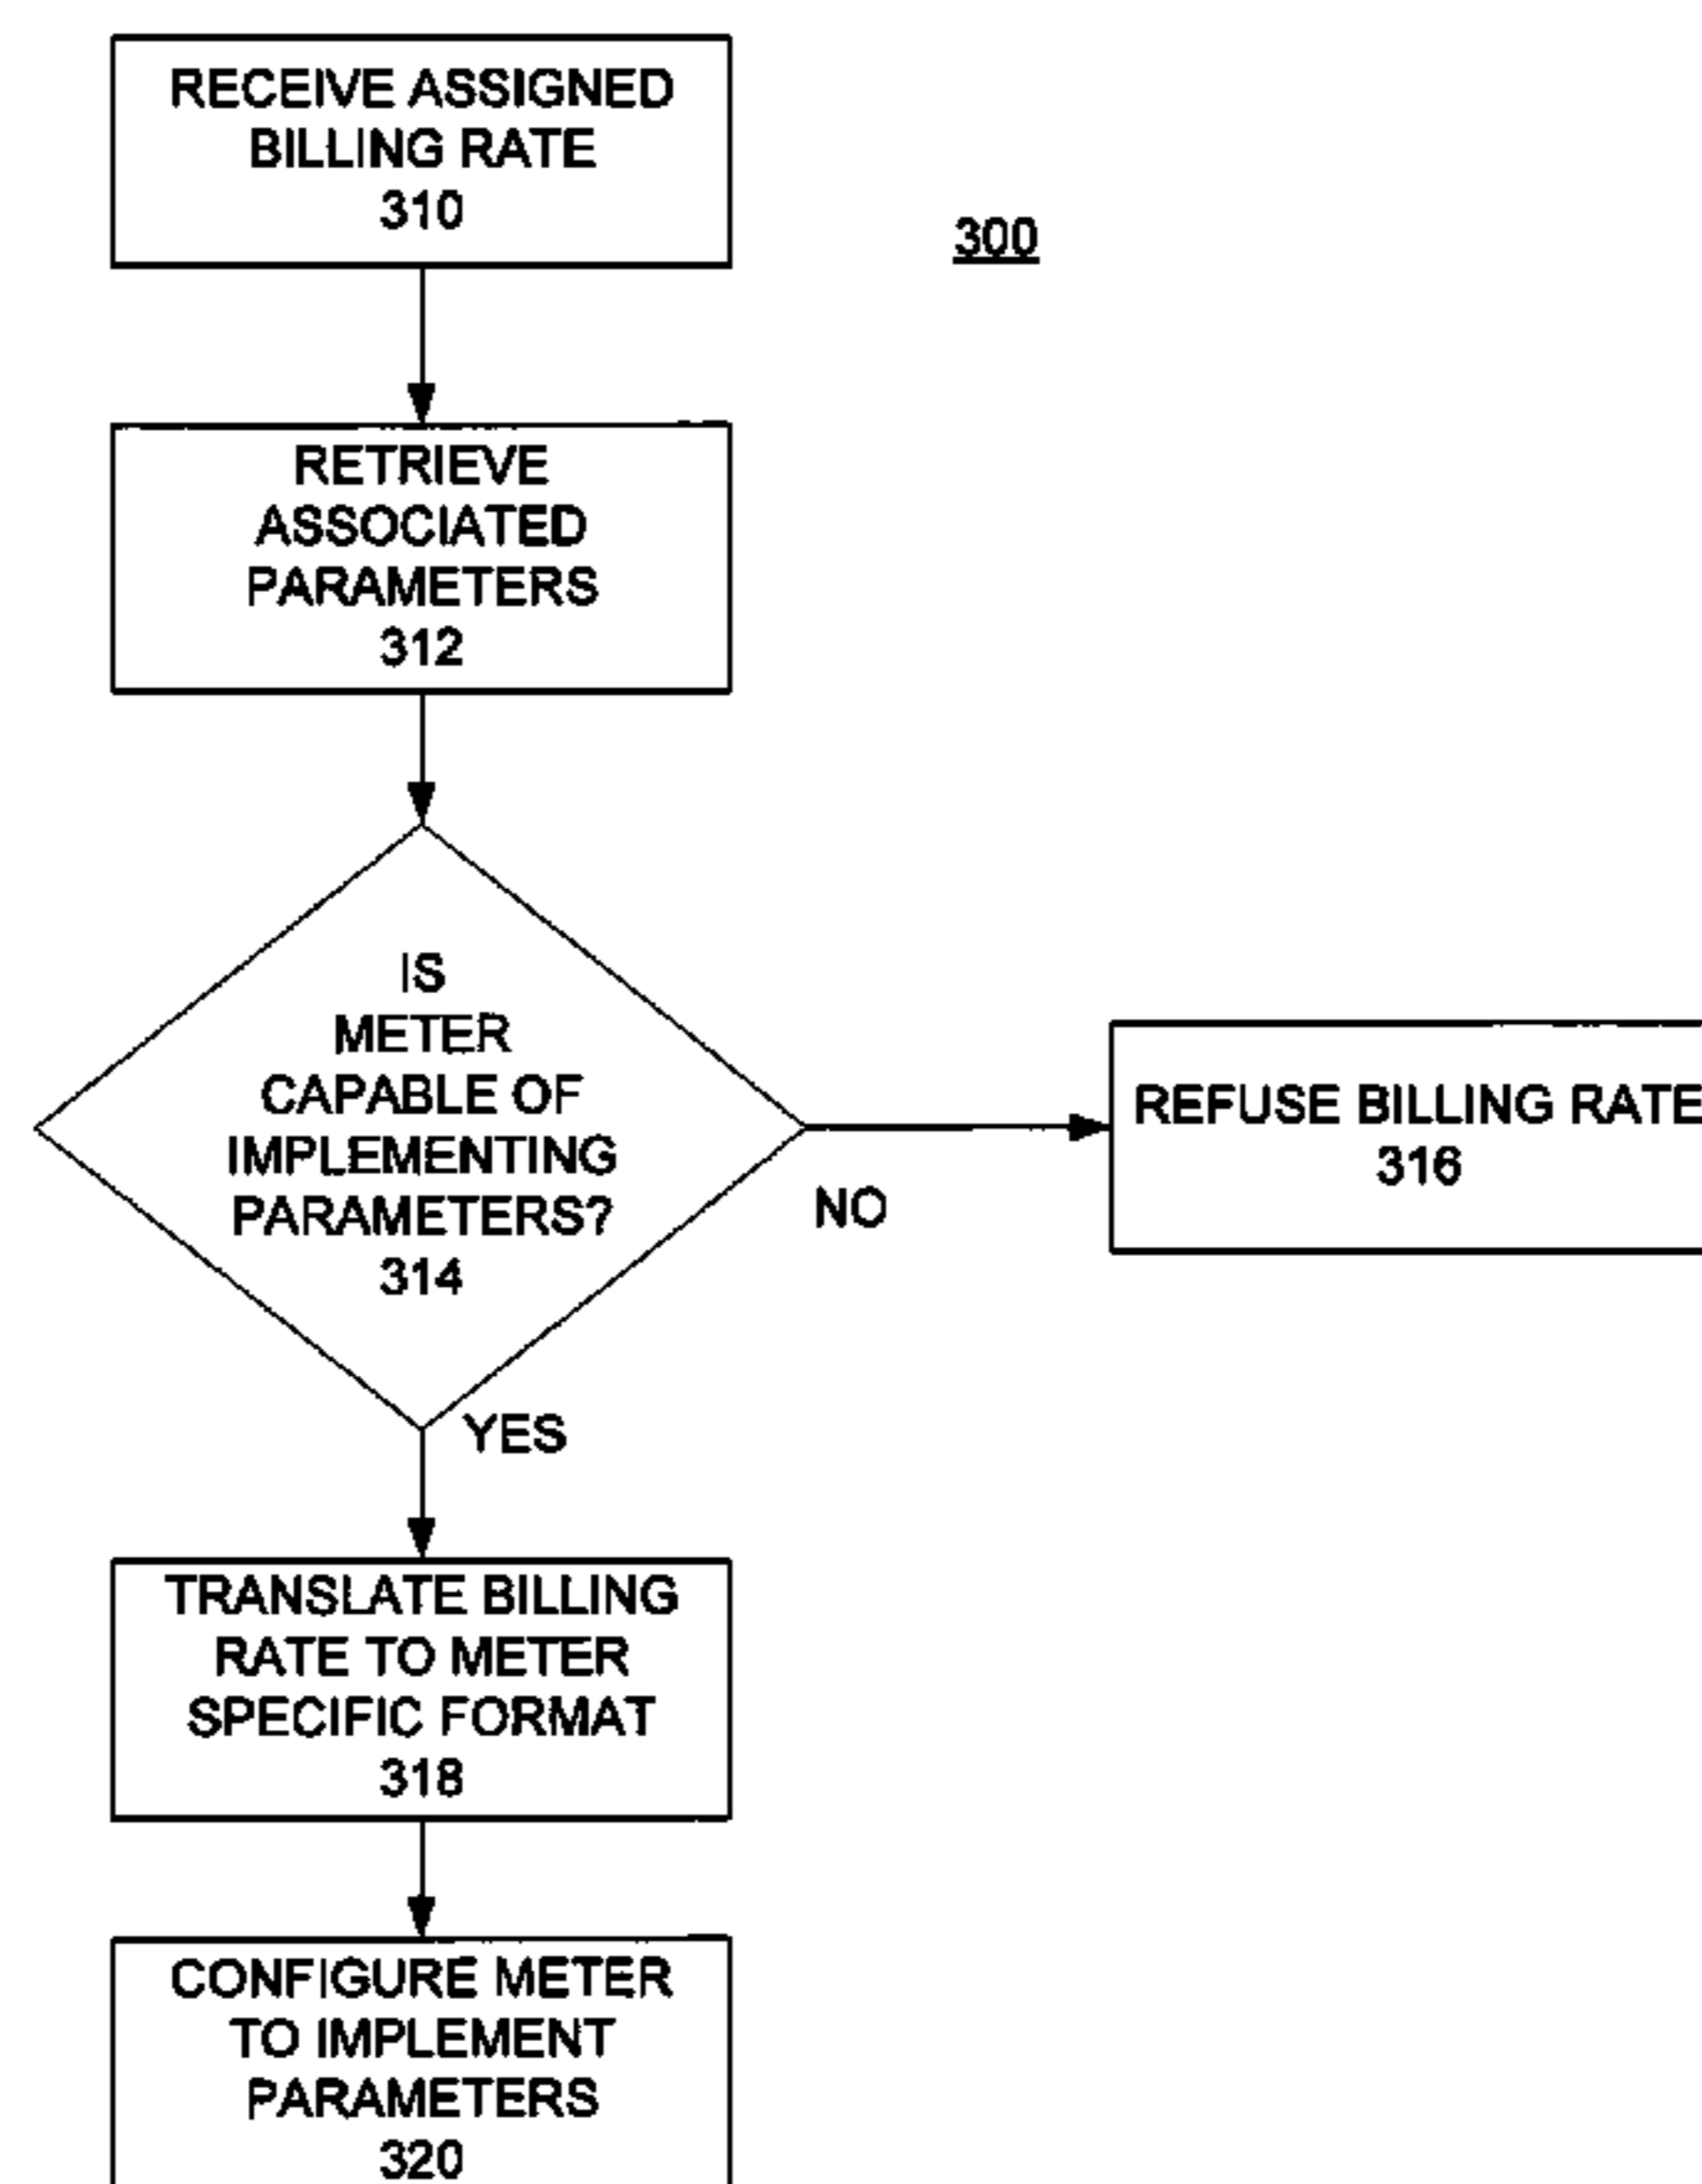 RECEIVE ASSIGNED
BILLING RATE
310
300
RETRIEVE
ASSOCIATED
PARAMETERS
312
IS
METER
CAPABLE OF
IMPLEMENTING
PARAMETERS?
314
REFUSE BILLING RATE
316
NO
YES
TRANSLATE BILLING
RATE TO METER
SPECIFIC FORMAT
318
CONFIGURE METER
TO IMPLEMENT
PARAMETERS
320